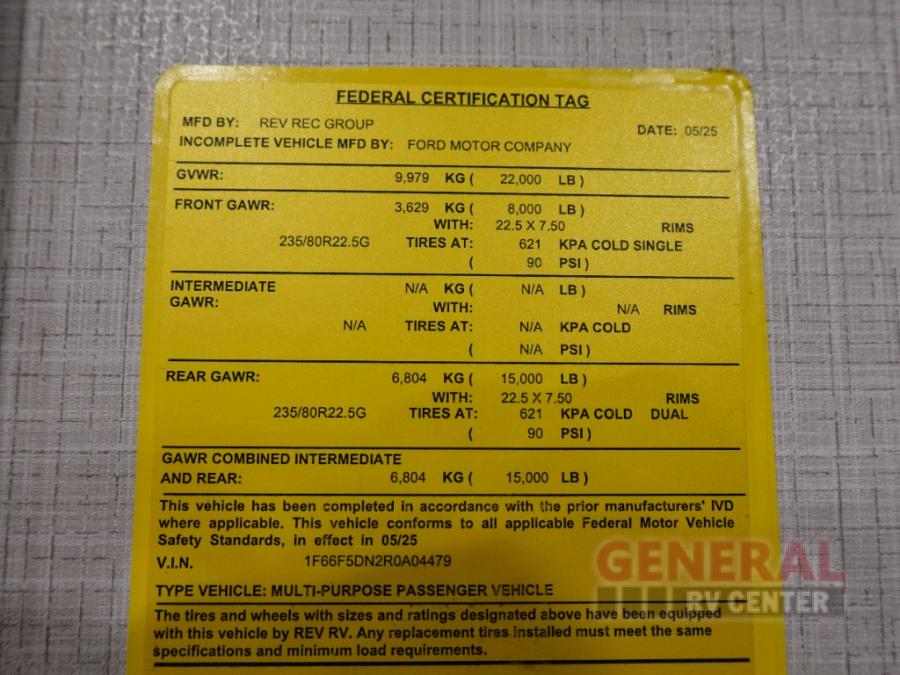 FEDERAL CERTIFICATION TAG
MFD BY: REV REC GROUP DATE: 05/25
INCOMPLETE VEHICLE MFD BY: FORD MOTOR COMPANY
GVWR: 9,979 KG ( 22,000 LB )
FRONT GAWR: 3,629 KG ( 8,000 LB )
WITH: 22.5 X 7.50 RIMS
235/80R22.5G TIRES AT: 621 KPA COLD SINGLE
( 90 PSI )
INTERMEDIATE N/A KG ( N/A LB )
GAWR: WITH: N/A RIMS
N/A TIRES AT: N/A KPA COLD
( N/A PSI )
REAR GAWR: 6,804 KG ( 15,000 LB )
WITH: 22.5 X 7.50 RIMS
235/80R22.5G TIRES AT: 621 KPA COLD DUAL
( 90 PSI )
GAWR COMBINED INTERMEDIATE
AND REAR: 6,804 KG ( 15,000 LB )
This vehicle has been completed in accordance with the prior manufacturers' IVD
where applicable. This vehicle conforms to all applicable Federal Motor Vehicle
Safety Standards, in effect in 05/25
V.I.N. 1F66F5DN2R0A04479
TYPE VEHICLE: MULTI-PURPOSE PASSENGER VEHICLE
The tires and wheels with sizes and ratings designated above have been equipped
with this vehicle by REV RV. Any replacement tires installed must meet the same
specifications and minimum load requirements.
GENERAL
RV CENTER